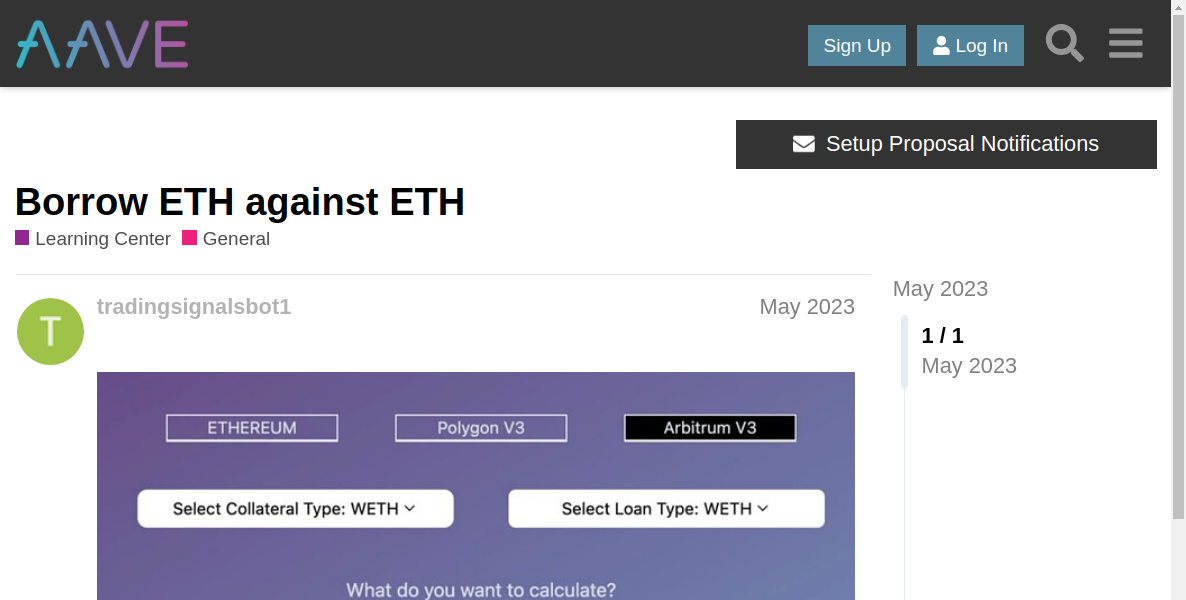 AAVE
Sign Up
Log In
Setup Proposal Notifications
Borrow ETH against ETH
Learning Center General
T
tradingsignalsbot1
May 2023
May 2023
1 / 1
May 2023
ETHEREUM
Polygon V3
Arbitrum V3
Select Collateral Type: WETH
Select Loan Type: WETH
What do you want to calculate?